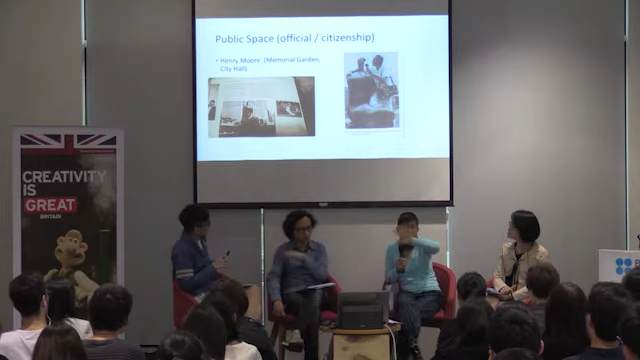 Public Space (official / citizenship)
• Henry Moore (Memorial Garden,
City Hall)
CREATIVITY
IS
GREAT
BRITAIN